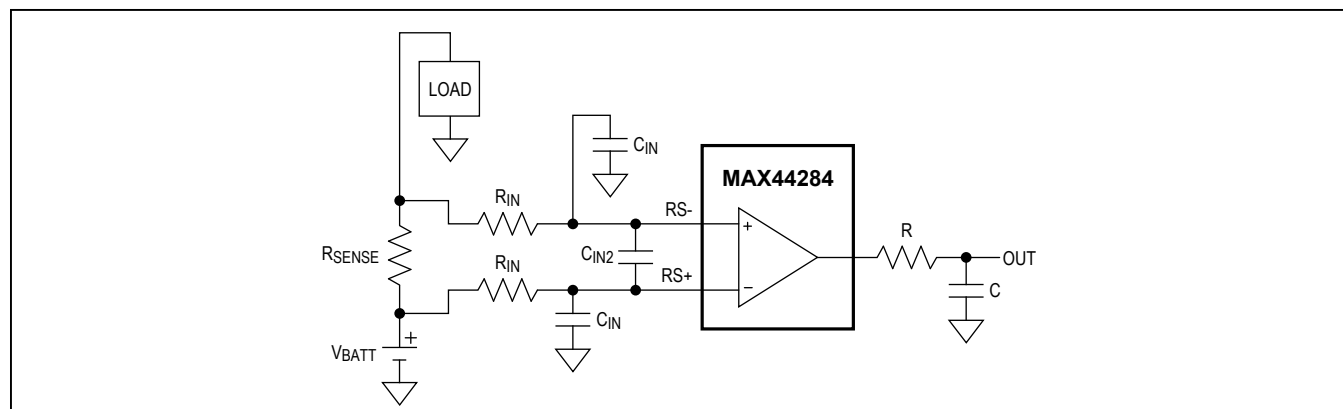 LOAD
CIN
MAX44284
RIN
RS-
+
R
RSENSE
CIN2
OUT
RIN
RS+
−
C
CIN
+
VBATT